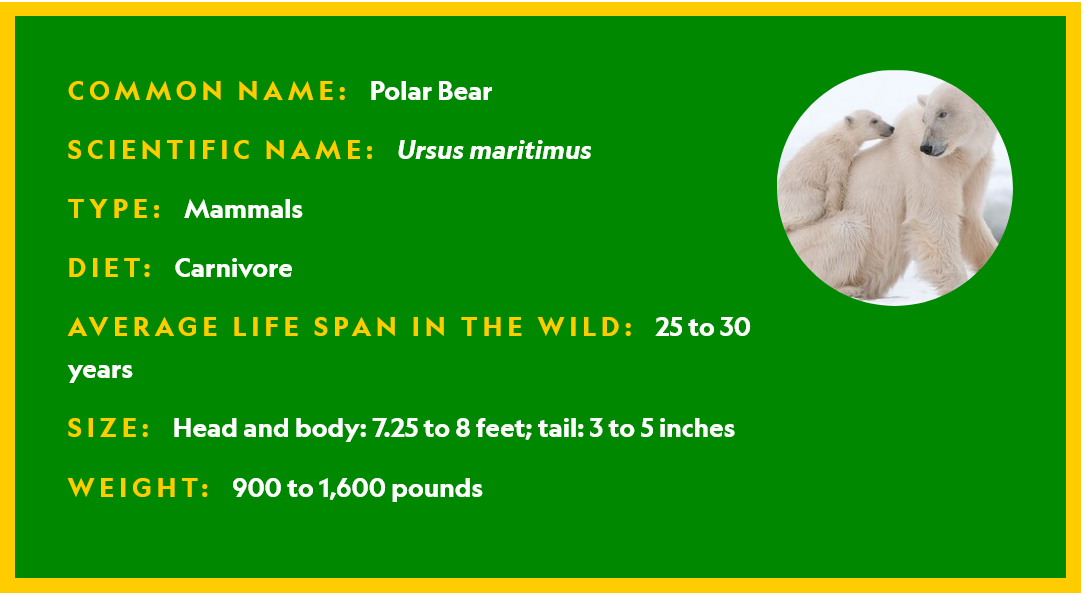 COMMON NAME: Polar Bear
SCIENTIFIC NAME: Ursus maritimus
TYPE: Mammals
DIET: Carnivore
AVERAGE LIFE SPAN IN THE WILD: 25 to 30
years
SIZE: Head and body: 7.25 to 8 feet; tail: 3 to 5 inches
WEIGHT: 900 to 1,600 pounds